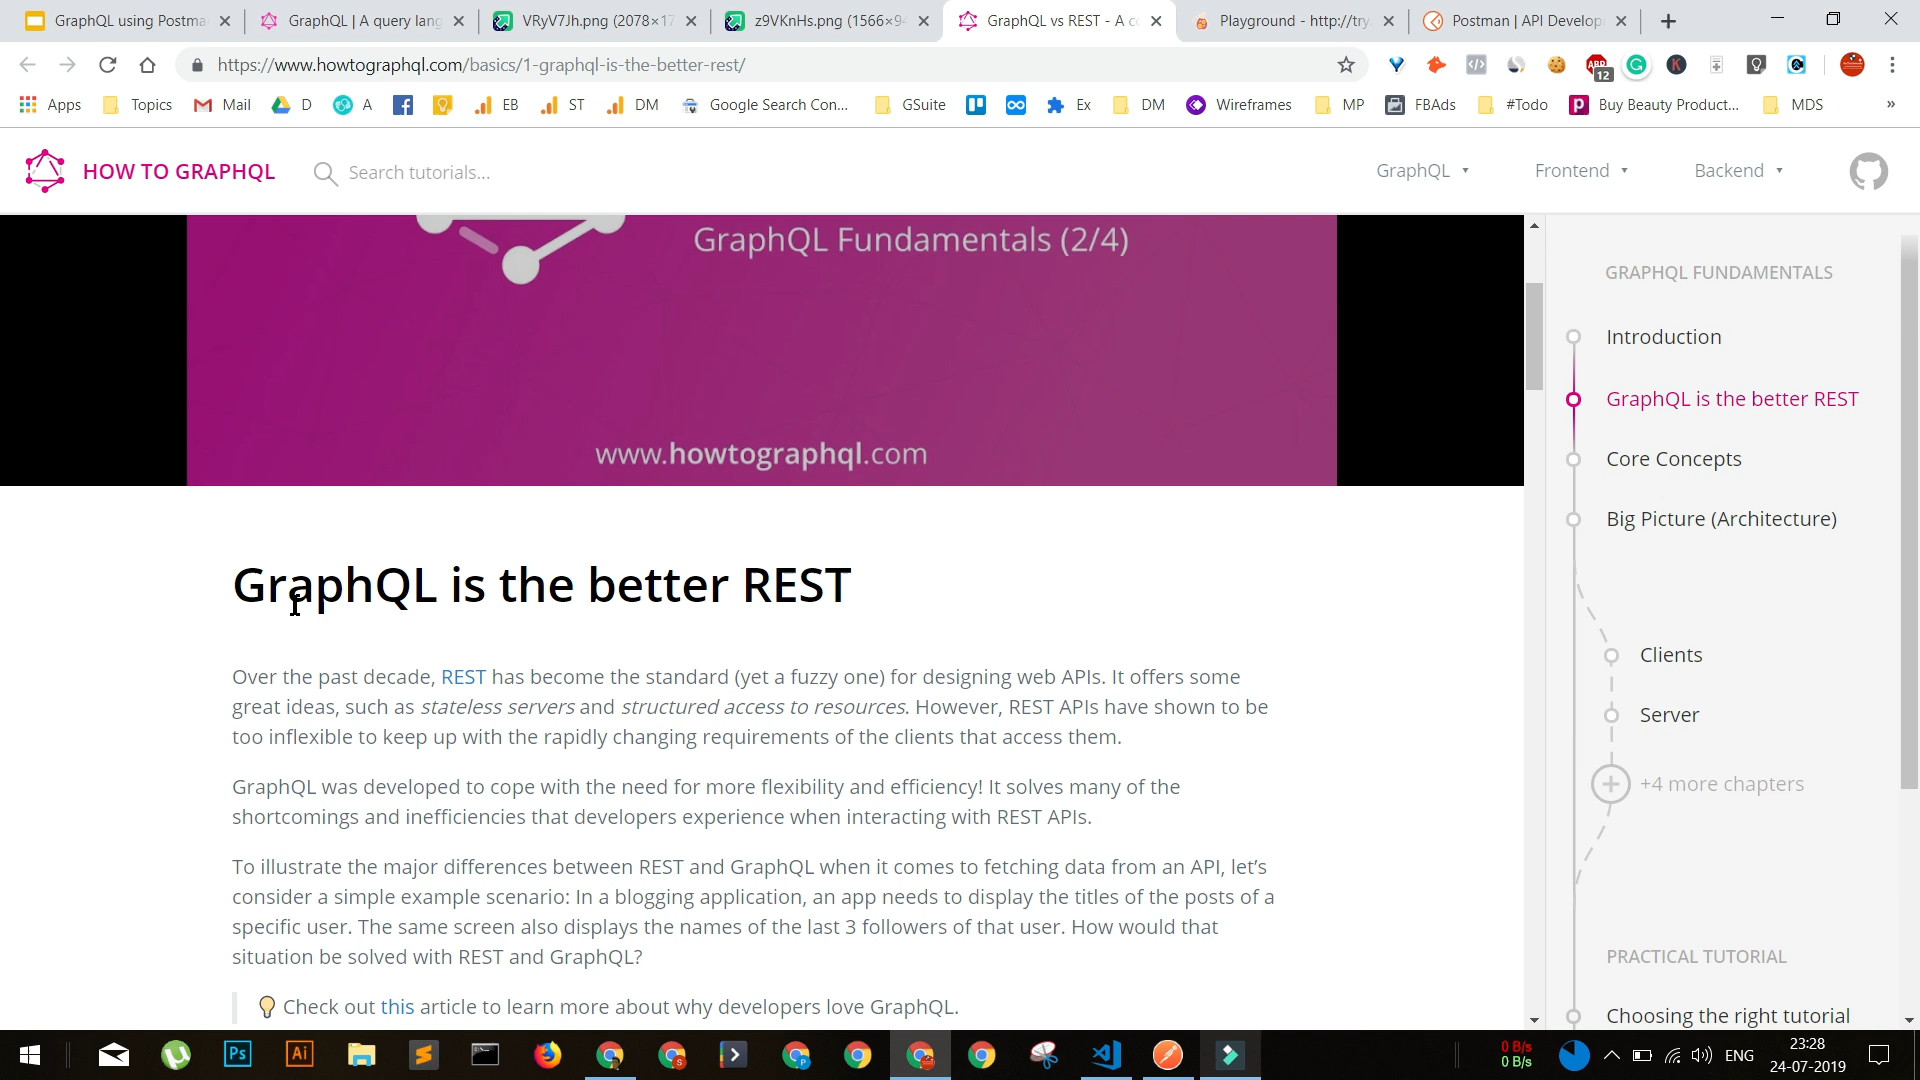 GraphQL using Postma
GraphQL | A query lang
VRyV7Jh.png (2078×17
z9VKnHs.png (1566×94
GraphQL vs REST - A co
Playground - http://try
Postman | API Develop
https://www.howtographql.com/basics/1-graphql-is-the-better-rest/
ABP
12
Apps
Topics
Mail
D
A
EB
ST
DM
Google Search Con...
GSuite
Ex
DM
Wireframes
MP
FBAds
#Todo
Buy Beauty Product...
MDS
»
HOW TO GRAPHQL
Search tutorials...
GraphQL
Frontend
Backend
GraphQL Fundamentals (2/4)
www.howtographql.com
GraphQL is the better REST
Over the past decade, REST has become the standard (yet a fuzzy one) for designing web APIs. It offers some
great ideas, such as stateless servers and structured access to resources. However, REST APIs have shown to be
too inflexible to keep up with the rapidly changing requirements of the clients that access them.
GraphQL was developed to cope with the need for more flexibility and efficiency! It solves many of the
shortcomings and inefficiencies that developers experience when interacting with REST APIs.
To illustrate the major differences between REST and GraphQL when it comes to fetching data from an API, let's
consider a simple example scenario: In a blogging application, an app needs to display the titles of the posts of a
specific user. The same screen also displays the names of the last 3 followers of that user. How would that
situation be solved with REST and GraphQL?
Check out this article to learn more about why developers love GraphQL.
GRAPHQL FUNDAMENTALS
Introduction
GraphQL is the better REST
Core Concepts
Big Picture (Architecture)
Clients
Server
+4 more chapters
PRACTICAL TUTORIAL
Choosing the right tutorial
Ps
Ai
0 B/s
0 B/s
ENG
23:28
24-07-2019